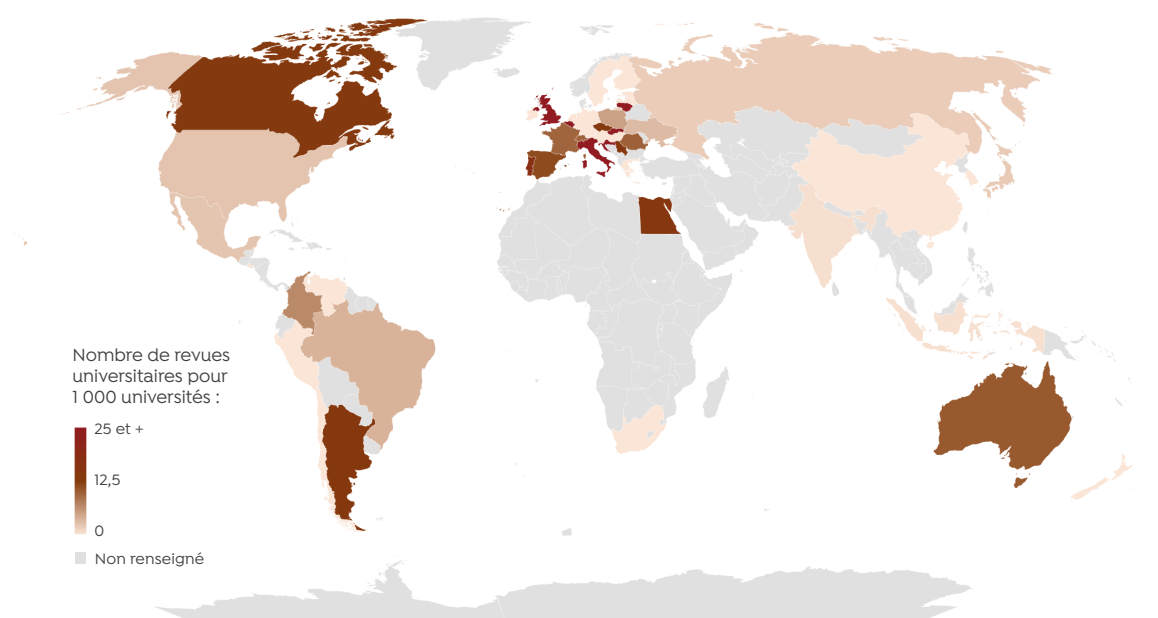 Nombre de revues
universitaires pour
1 000 universités :
25 et +
12,5
0
Non renseigné